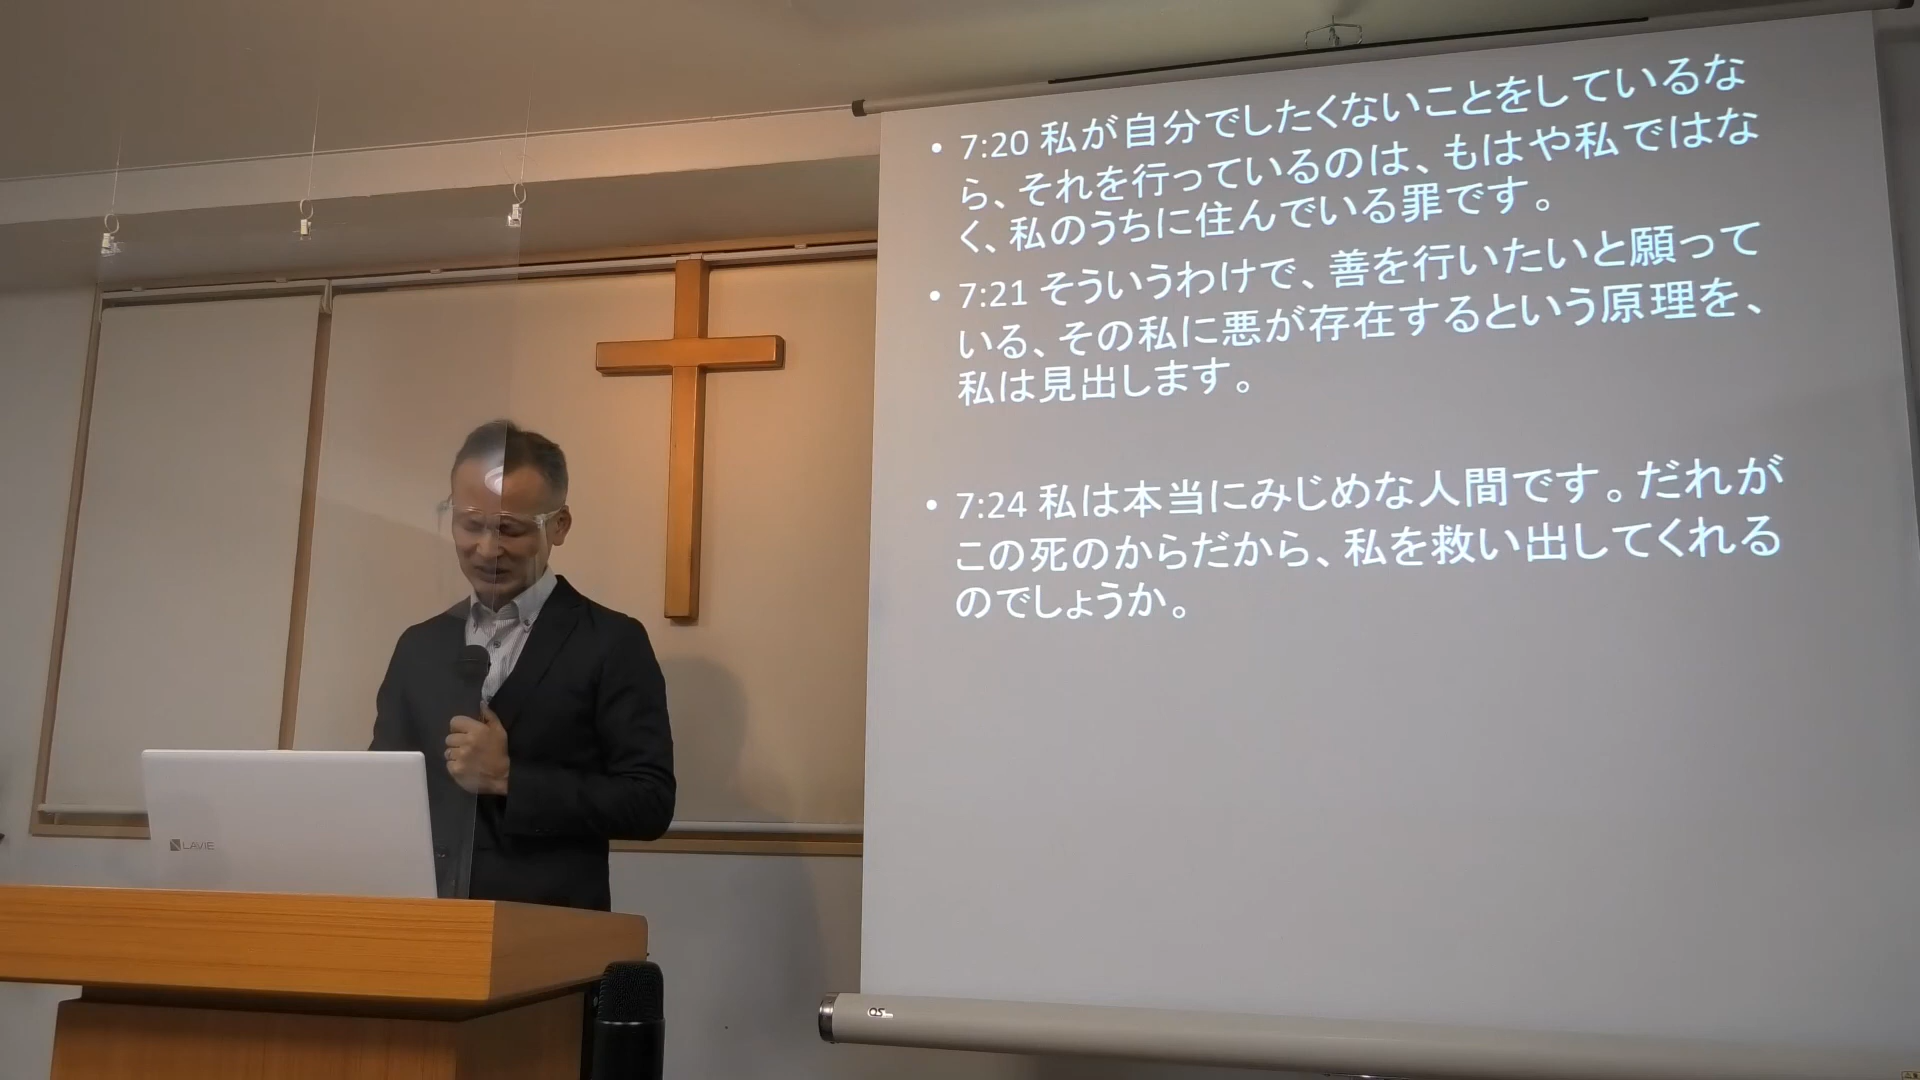 • 7:20 私が自分でしたくないことをしているな
ら、それを行っているのは、もはや私ではな
く、私のうちに住んでいる罪です。
• 7:21 そういうわけで、善を行いたいと願って
いる、その私に悪が存在するという原理を、
私は見出します。
• 7:24 私は本当にみじめな人間です。だれが
この死のからだから、私を救い出してくれる
のでしょうか。
LAVIE